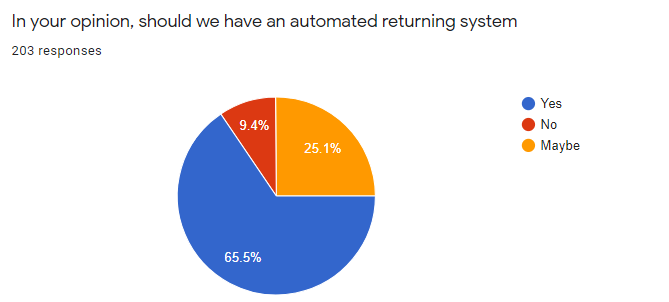 In your opinion, should we have an automated returning system
203 responses
9.4%
25.1%
65.5%
Yes
No
Maybe